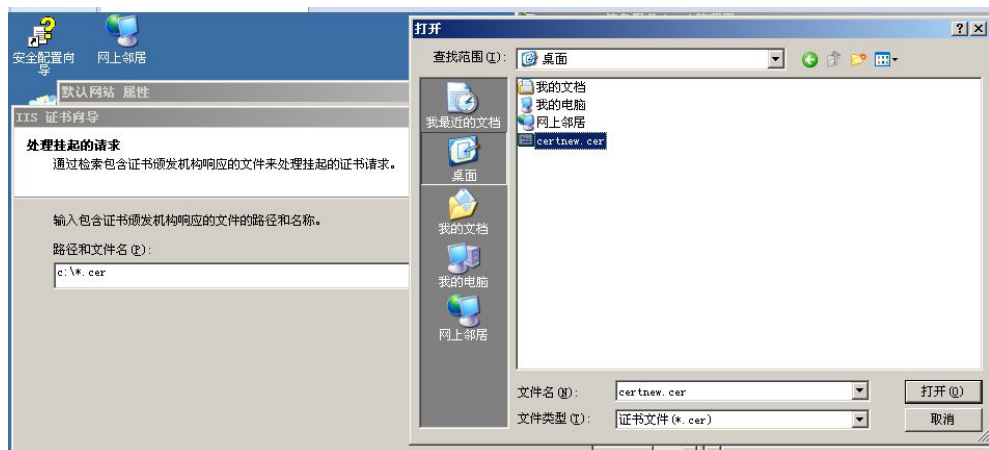 安全配置向
导
网上邻居
默认网站 属性
IIS 证书向导
处理挂起的请求
通过检索包含证书颁发机构响应的文件来处理挂起的证书请求。
输入包含证书颁发机构响应的文件的路径和名称。
路径和文件名(P):
c:\*.cer
打开
查找范围(I):
桌面
我最近的文档
桌面
我的文档
我的电脑
网上邻居
我的文档
我的电脑
网上邻居
certnew.cer
文件名(N):
certnew.cer
打开(O)
文件类型(T):
证书文件(*.cer)
取消